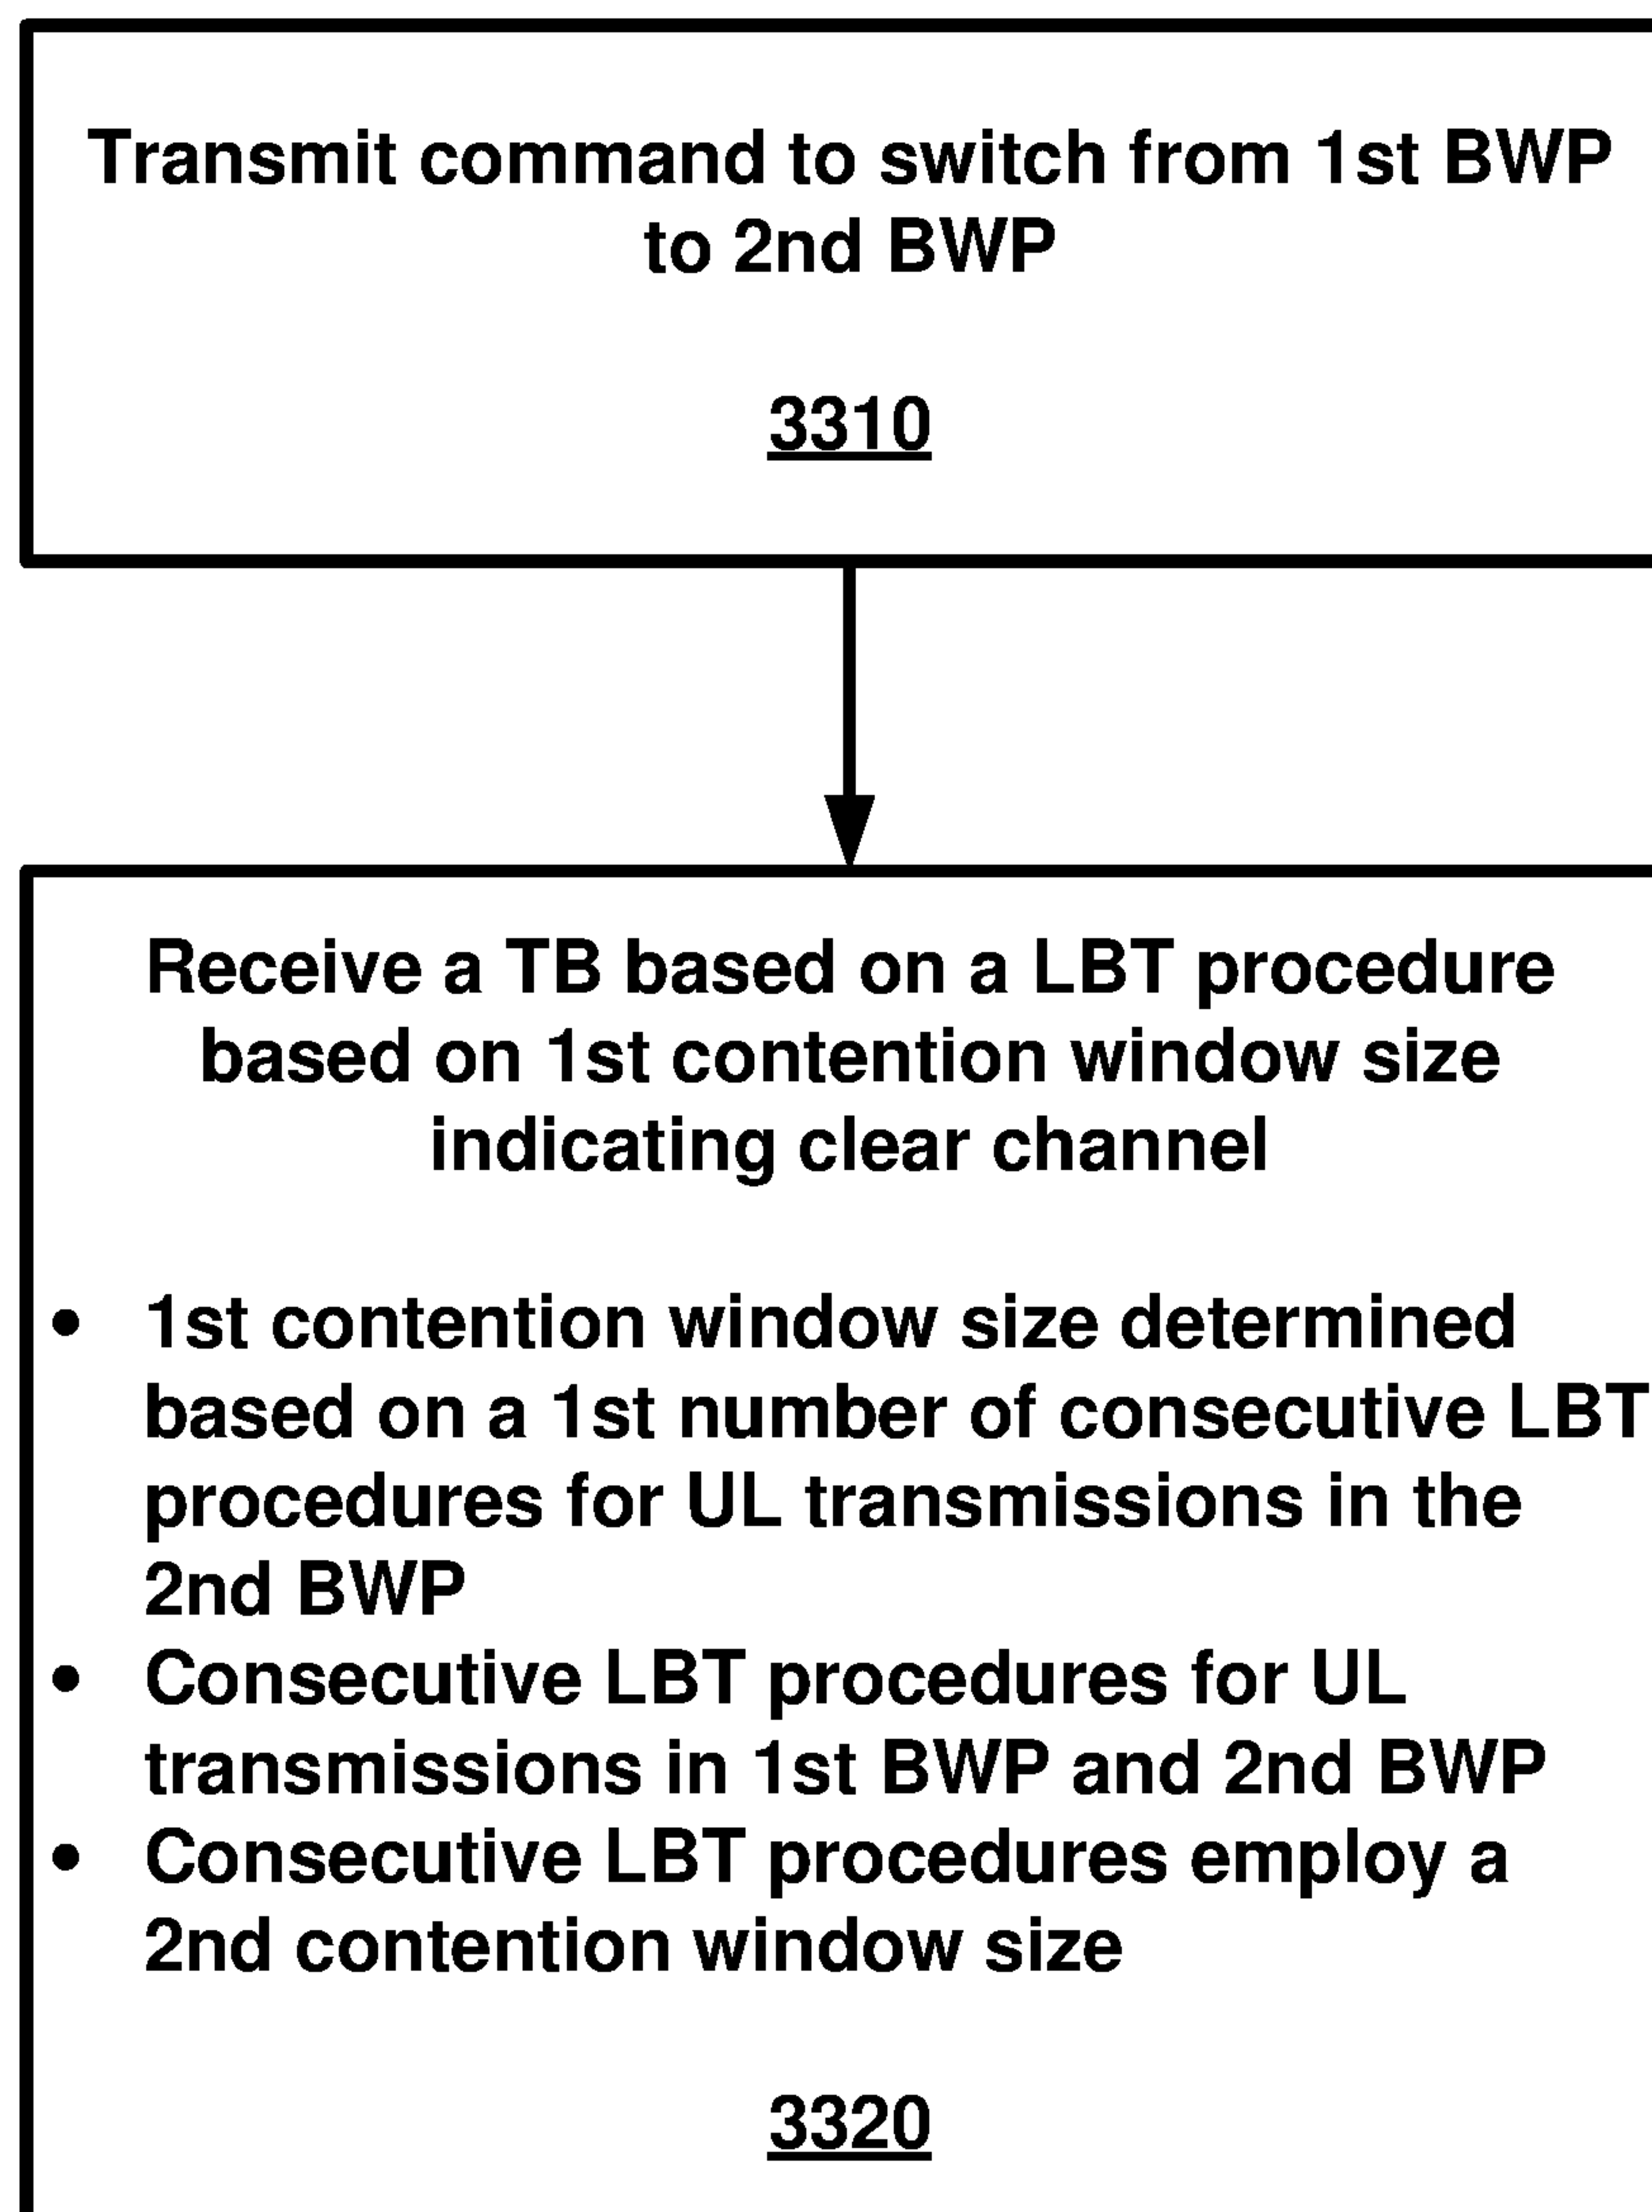 Transmit command to switch from 1st BWP
to 2nd BWP
3310
Receive a TB based on a LBT procedure
based on 1st contention window size
indicating clear channel
• 1st contention window size determined
based on a 1st number of consecutive LBT
procedures for UL transmissions in the
2nd BWP
• Consecutive LBT procedures for UL
transmissions in 1st BWP and 2nd BWP
• Consecutive LBT procedures employ a
2nd contention window size
3320